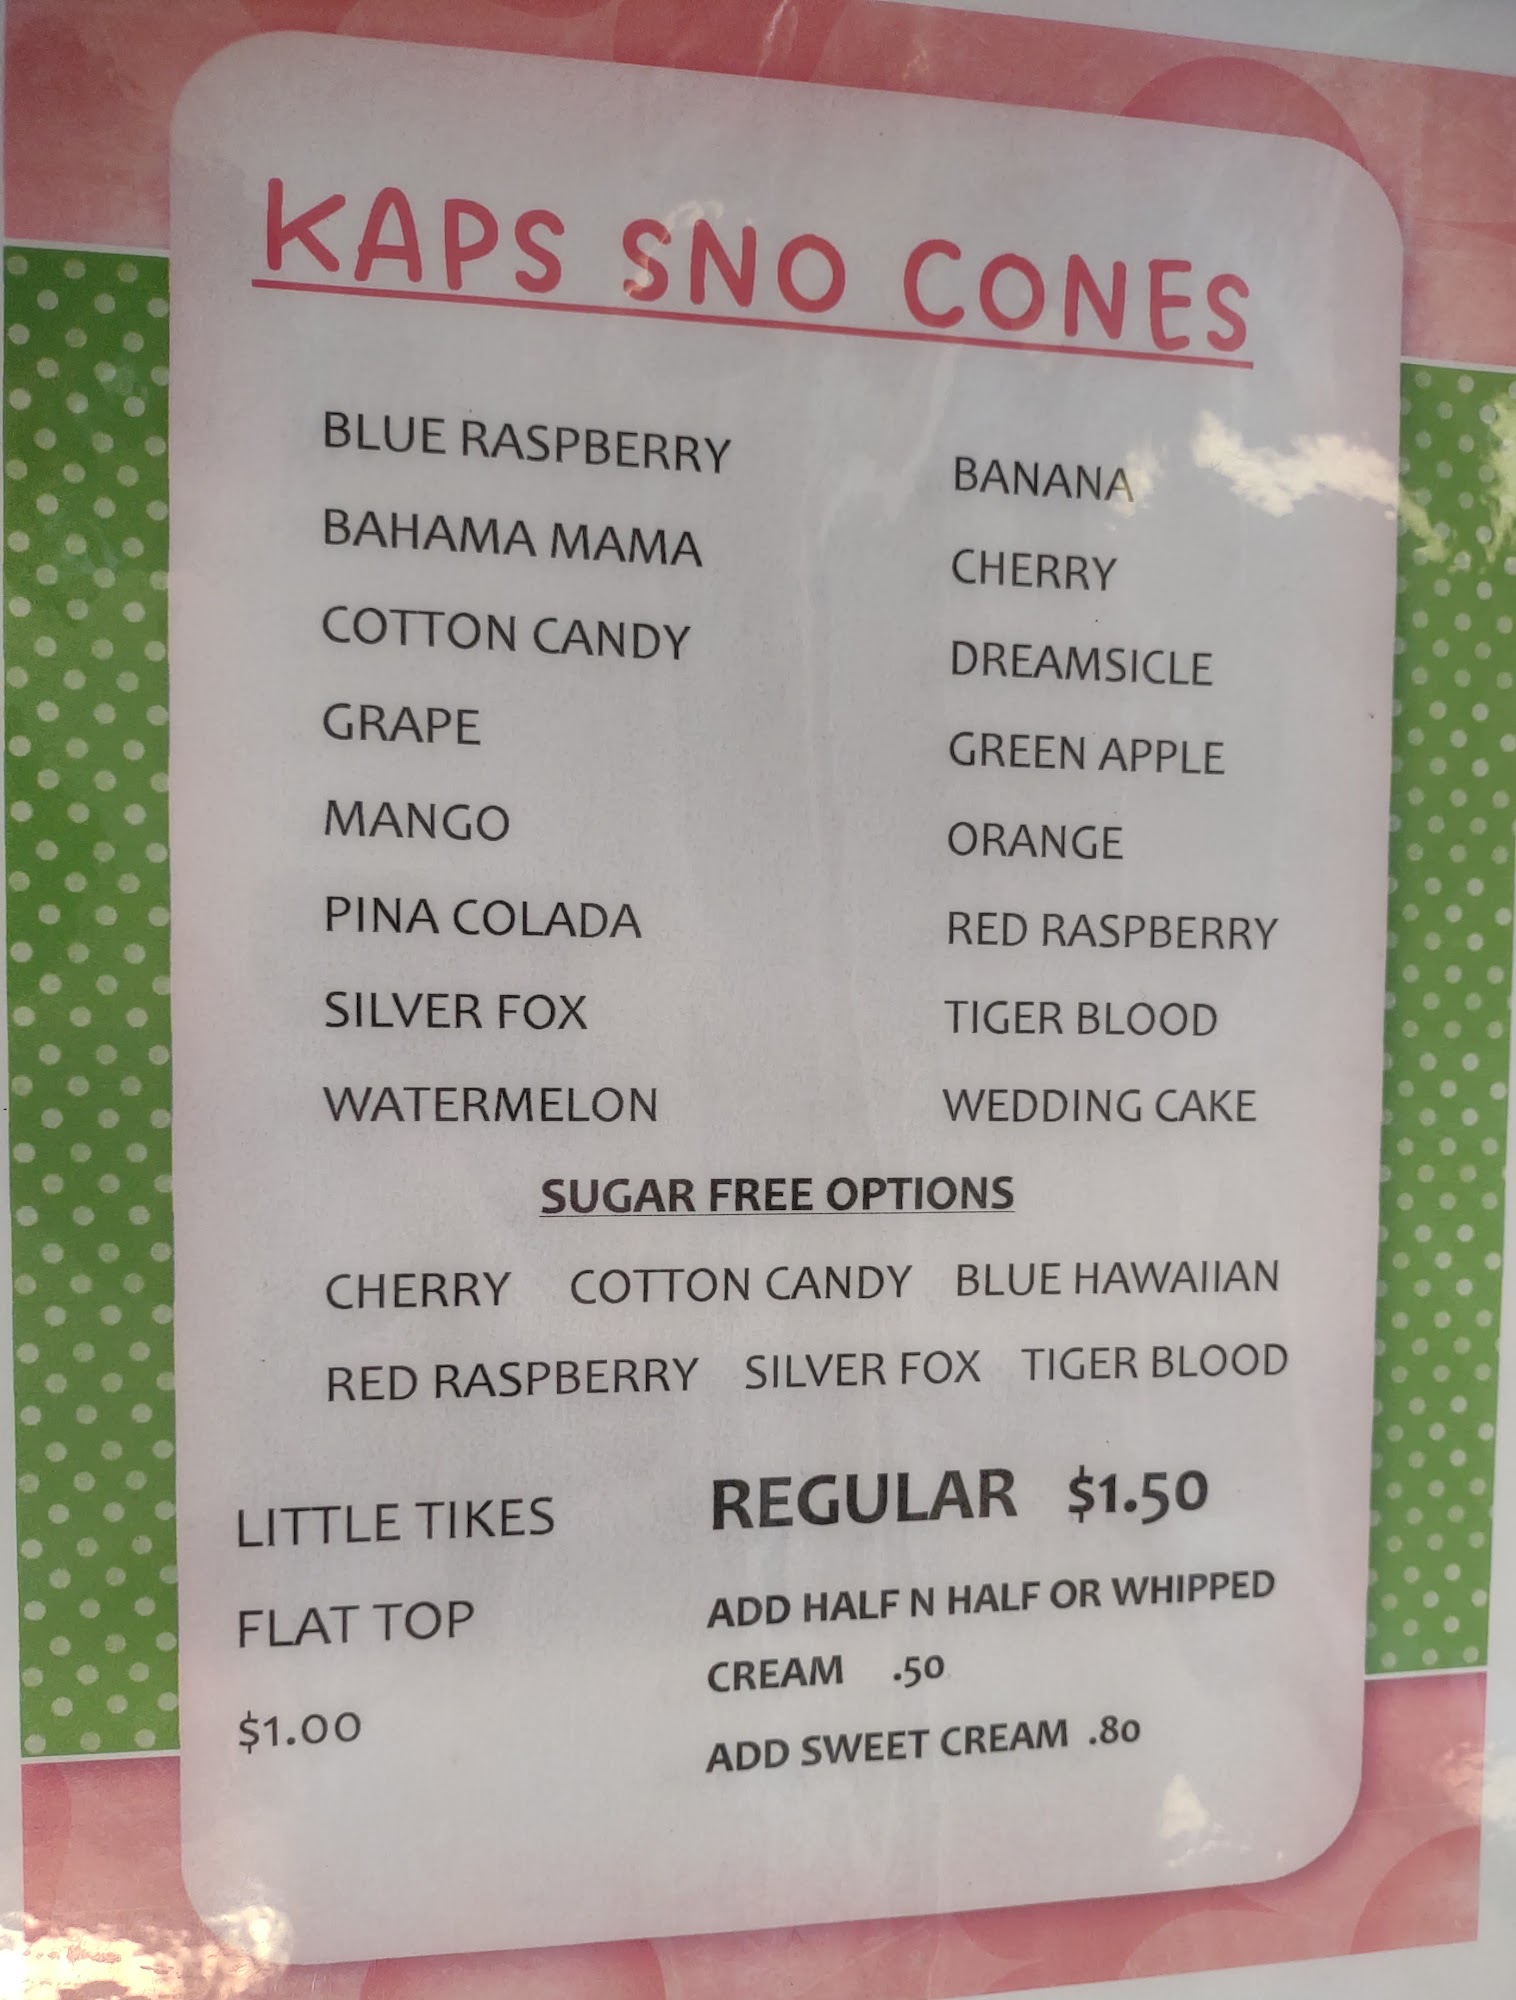 KAPS SNO CONES
BLUE RASPBERRY
BAHAMA MAMA
COTTON CANDY
GRAPE
MANGO
PINA COLADA
SILVER FOX
WATERMELON
BANANA
CHERRY
DREAMSICLE
GREEN APPLE
ORANGE
RED RASPBERRY
TIGER BLOOD
WEDDING CAKE
SUGAR FREE OPTIONS
CHERRY COTTON CANDY BLUE HAWAIIAN
RED RASPBERRY SILVER FOX TIGER BLOOD
LITTLE TIKES
FLAT TOP
$1.00
REGULAR $1.50
ADD HALF N HALF OR WHIPPED
CREAM .50
ADD SWEET CREAM .80